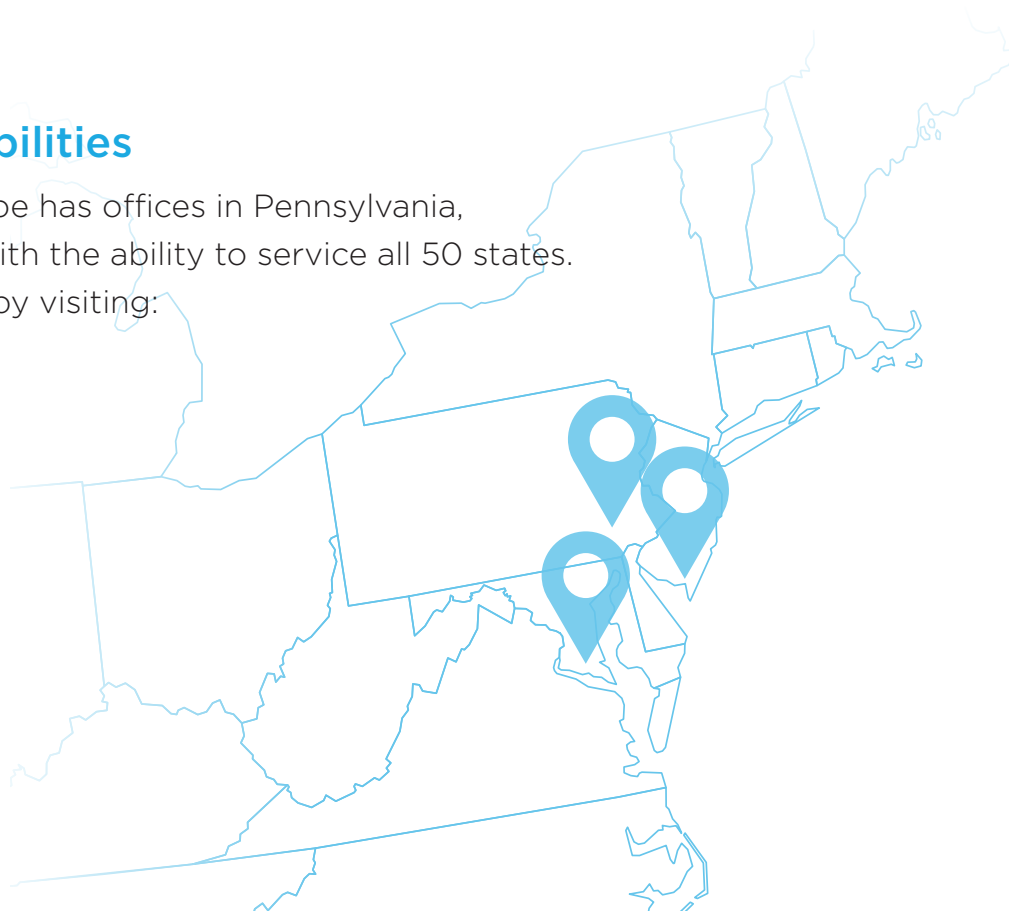 bilities
be has offices in Pennsylvania,
ith the ability to service all 50 states.
by visiting: